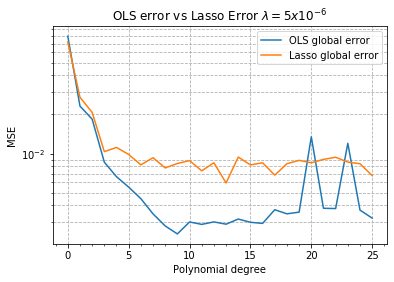 OLS error vs Lasso Error λ = 5x10⁻⁶
OLS global error
Lasso global error
MSE
10⁻²
0 5 10 15 20 25
Polynomial degree